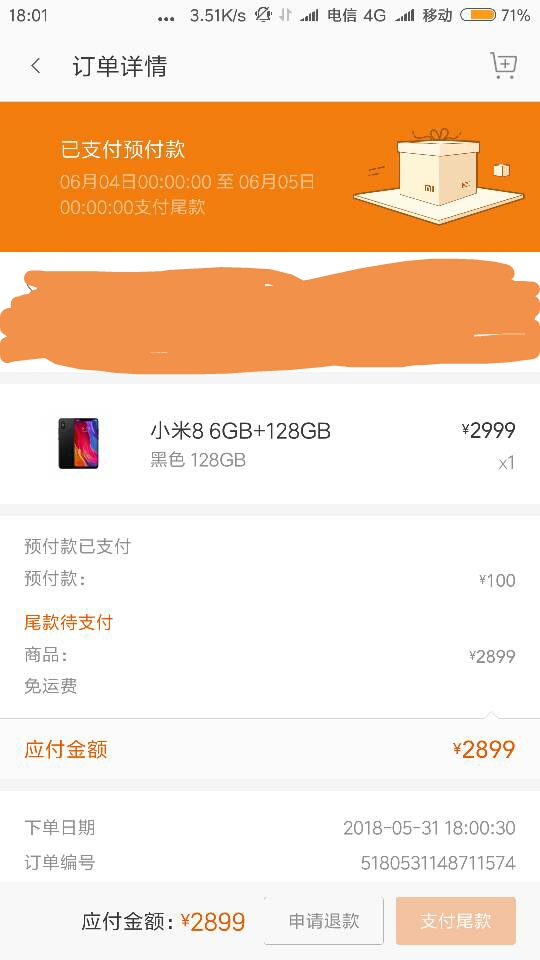 18:01 ... 3.51K/s 电信 4G 移动 71%
订单详情
已支付预付款
06月04日00:00:00 至 06月05日
00:00:00支付尾款
小米8 6GB+128GB ¥2999
黑色 128GB x1
预付款已支付
预付款： ¥100
尾款待支付
商品： ¥2899
免运费
应付金额 ¥2899
下单日期 2018-05-31 18:00:30
订单编号 5180531148711574
应付金额：¥2899 申请退款 支付尾款